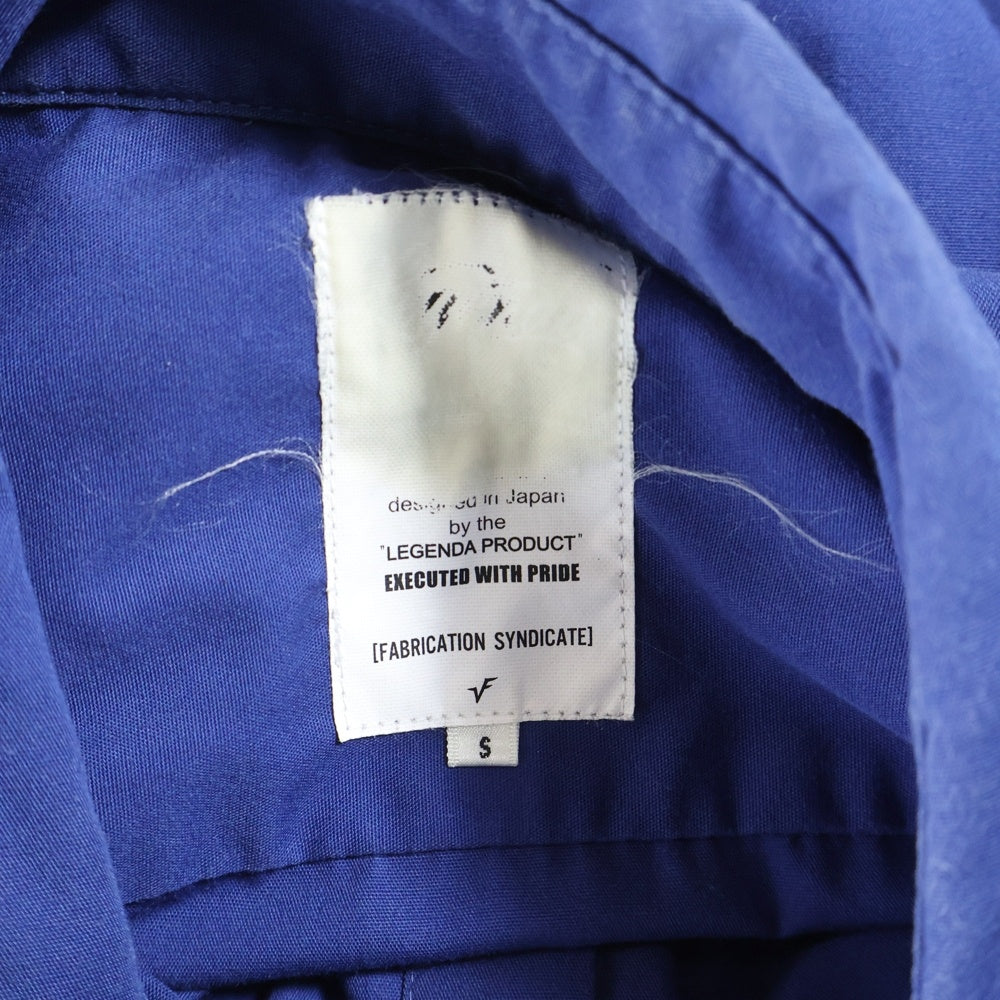 designed in Japan
by the
"LEGENDA PRODUCT"
EXECUTED WITH PRIDE
[FABRICATION SYNDICATE]
S